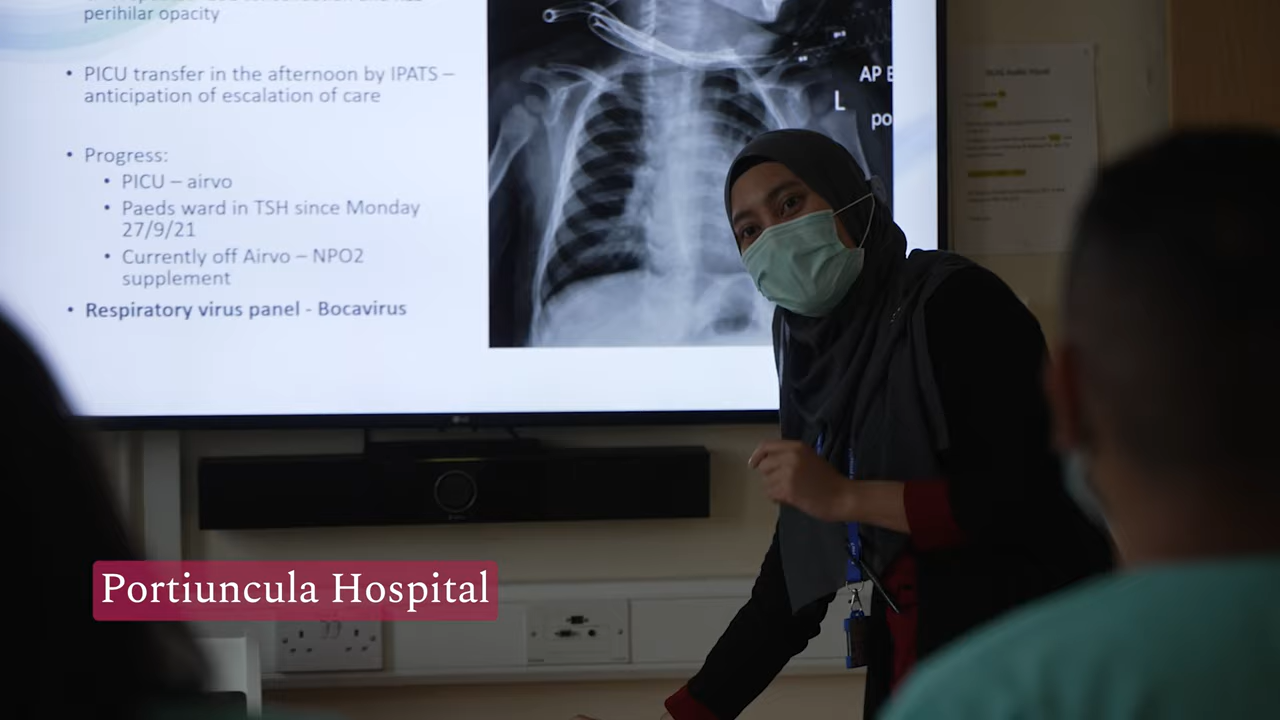 perihilar opacity
• PICU transfer in the afternoon by IPATS –
anticipation of escalation of care
• Progress:
• PICU – airvo
• Paeds ward in TSH since Monday
27/9/21
• Currently off Airvo – NPO2
supplement
• Respiratory virus panel - Bocavirus
AP E
L
po
LG
Portiuncula Hospital